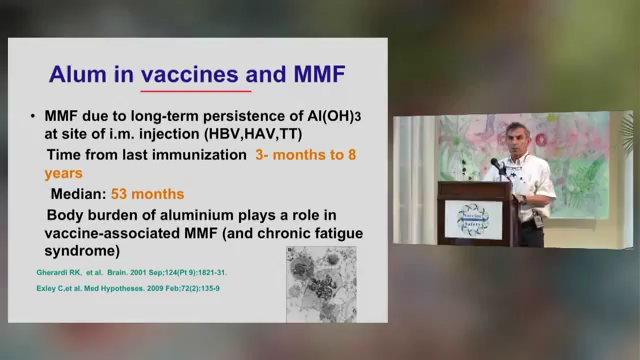 Alum in vaccines and MMF
• MMF due to long-term persistence of Al(OH)3
at site of i.m. injection (HBV,HAV,TT)
Time from last immunization 3- months to 8
years
Median: 53 months
Body burden of aluminium plays a role in
vaccine-associated MMF (and chronic fatigue
syndrome)
Gherardi RK, et al. Brain. 2001 Sep;124(Pt 9):1821-31.
Exley C,et al. Med Hypotheses. 2009 Feb;72(2):135-9
Vaccine
Safety